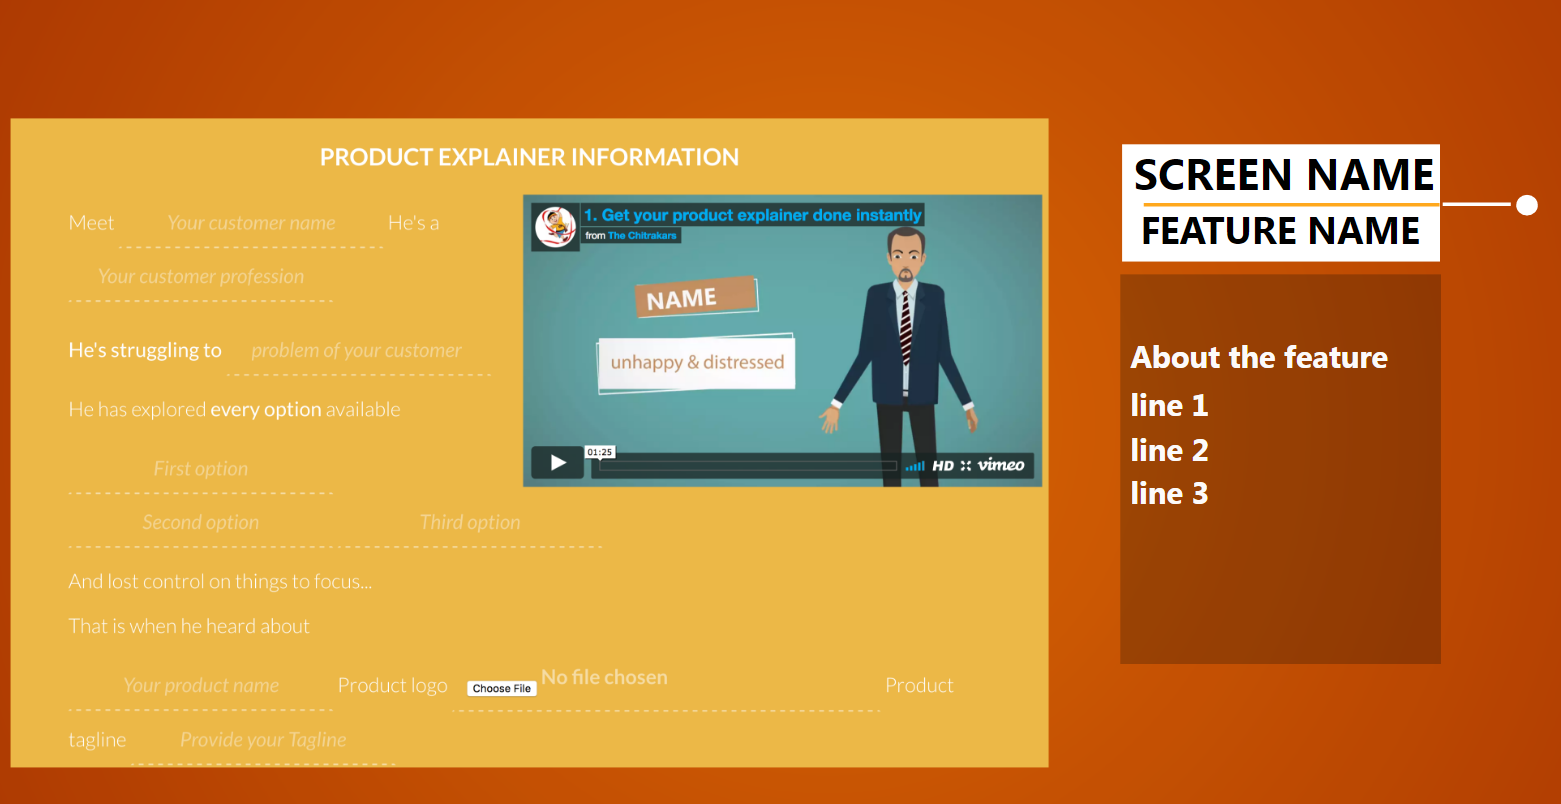 PRODUCT EXPLAINER INFORMATION
Meet Your customer name He's a
Your customer profession
He's struggling to problem of your customer
He has explored every option available
First option
Second option Third option
And lost control on things to focus...
That is when he heard about
Your product name Product logo Choose File No file chosen Product
tagline Provide your Tagline
1. Get your product explainer done instantly
from The Chitrakars
NAME
unhappy & distressed
01:25
HD vimeo
SCREEN NAME
FEATURE NAME
About the feature
line 1
line 2
line 3